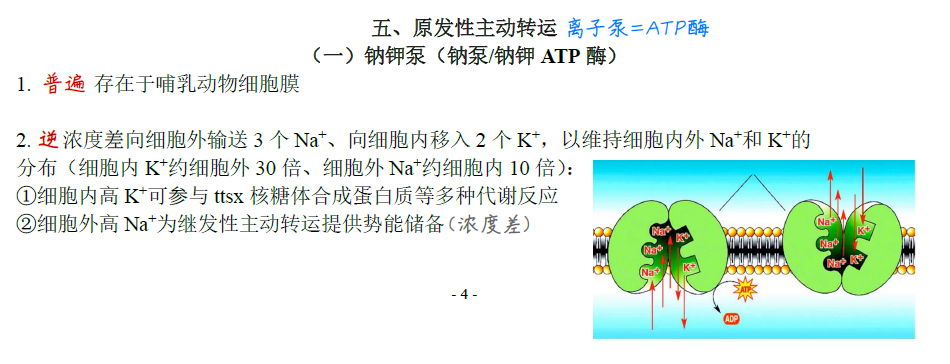 五、原发性主动转运 离子泵=ATP酶
（一）钠钾泵（钠泵/钠钾 ATP 酶）
1. 普遍 存在于哺乳动物细胞膜
2. 逆浓度差向细胞外输送 3 个 Na⁺、向细胞内移入 2 个 K⁺，以维持细胞内外 Na⁺和 K⁺的
分布（细胞内 K⁺约细胞外 30 倍、细胞外 Na⁺约细胞内 10 倍）：
①细胞内高 K⁺可参与 ttsx 核糖体合成蛋白质等多种代谢反应
②细胞外高 Na⁺为继发性主动转运提供势能储备(浓度差)
Na⁺
K⁺
Na⁺
Na⁺
K⁺
ATP
ADP
Na⁺
K⁺
Na⁺
Na⁺
K⁺
- 4 -